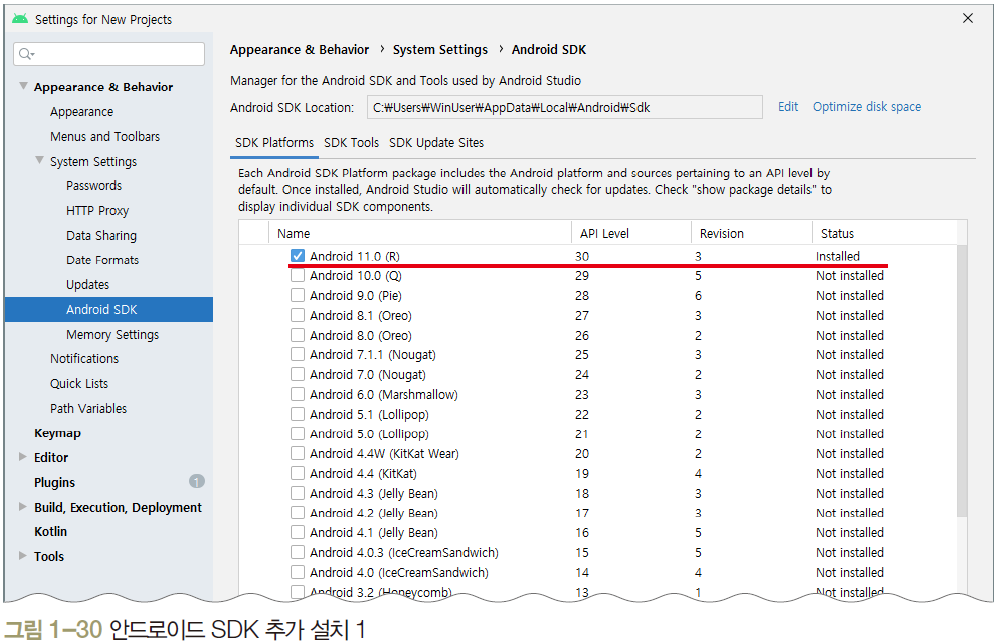 Settings for New Projects
Appearance & Behavior
Appearance
Menus and Toolbars
System Settings
Passwords
HTTP Proxy
Data Sharing
Date Formats
Updates
Android SDK
Memory Settings
Notifications
Quick Lists
Path Variables
Keymap
Editor
Plugins 1
Build, Execution, Deployment
Kotlin
Tools
Appearance & Behavior › System Settings › Android SDK
Manager for the Android SDK and Tools used by Android Studio
Android SDK Location: C:₩Users₩WinUser₩AppData₩Local₩Android₩Sdk Edit Optimize disk space
SDK Platforms SDK Tools SDK Update Sites
Each Android SDK Platform package includes the Android platform and sources pertaining to an API level by
default. Once installed, Android Studio will automatically check for updates. Check "show package details" to
display individual SDK components.
Name API Level Revision Status
Android 11.0 (R) 30 3 Installed
Android 10.0 (Q) 29 5 Not installed
Android 9.0 (Pie) 28 6 Not installed
Android 8.1 (Oreo) 27 3 Not installed
Android 8.0 (Oreo) 26 2 Not installed
Android 7.1.1 (Nougat) 25 3 Not installed
Android 7.0 (Nougat) 24 2 Not installed
Android 6.0 (Marshmallow) 23 3 Not installed
Android 5.1 (Lollipop) 22 2 Not installed
Android 5.0 (Lollipop) 21 2 Not installed
Android 4.4W (KitKat Wear) 20 2 Not installed
Android 4.4 (KitKat) 19 4 Not installed
Android 4.3 (Jelly Bean) 18 3 Not installed
Android 4.2 (Jelly Bean) 17 3 Not installed
Android 4.1 (Jelly Bean) 16 5 Not installed
Android 4.0.3 (IceCreamSandwich) 15 5 Not installed
Android 4.0 (IceCreamSandwich) 14 4 Not installed
Android 3.2 (Honeycomb) 13 1 Not installed
그림 1-30 안드로이드 SDK 추가 설치 1